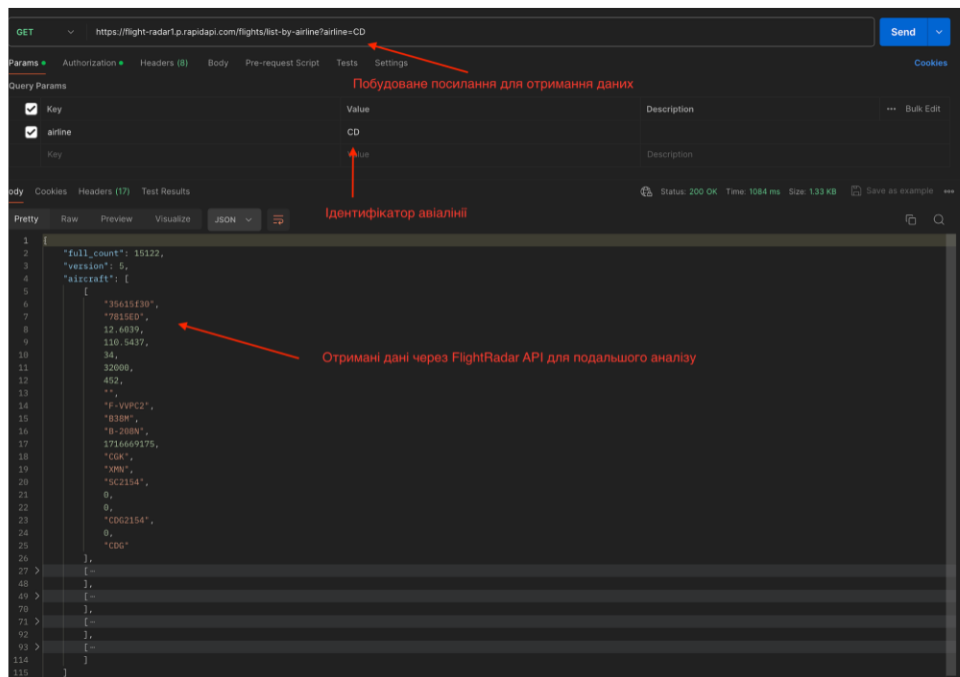 GET https://flight-radar1.p.rapidapi.com/flights/list-by-airline?airline=CD Send
Params Authorization Headers (8) Body Pre-request Script Tests Settings Cookies
Побудоване посилання для отримання даних
Query Params
Key Value Description ••• Bulk Edit
airline CD
Key Value Description
ody Cookies Headers (17) Test Results Status: 200 OK Time: 1084 ms Size: 1.33 KB Save as example •••
Ідентифікатор авіалінії
Pretty Raw Preview Visualize JSON
1 {
2 "full_count": 15122,
3 "version": 5,
4 "aircraft": [
5 [
6 "35615f30",
7 "7815ED",
8 12.6039,
9 110.5437,
10 34,
Отримані дані через FlightRadar API для подальшого аналізу
11 32000,
12 452,
13 "",
14 "F-VVPC2",
15 "B38M",
16 "B-208N",
17 1716669175,
18 "CGK",
19 "XMN",
20 "SC2154",
21 0,
22 0,
23 "CDG2154",
24 0,
25 "CDG"
26 ],
27 [⋯
48 ],
49 [⋯
70 ],
71 [⋯
92 ],
93 [⋯
114 ]
115 ]